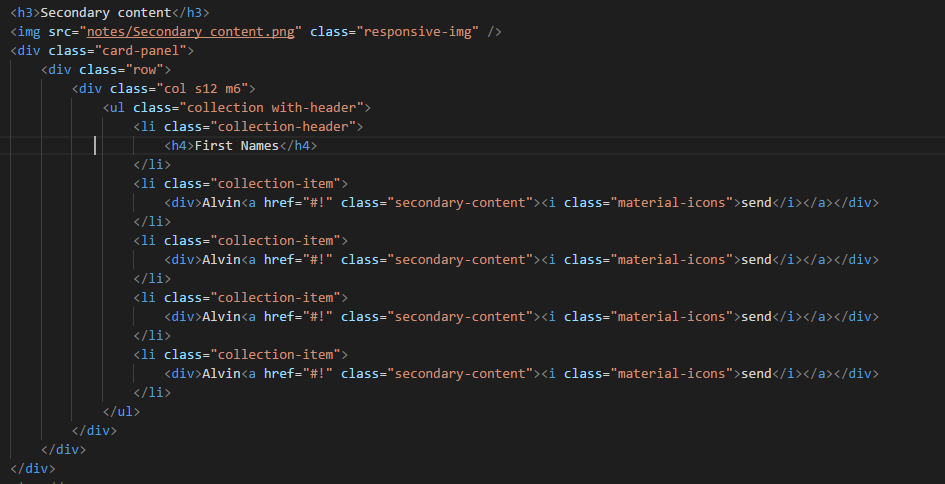 <h3>Secondary content</h3>
<img src="notes/Secondary content.png" class="responsive-img" />
<div class="card-panel">
    <div class="row">
        <div class="col s12 m6">
            <ul class="collection with-header">
                <li class="collection-header">
                    <h4>First Names</h4>
                </li>
                <li class="collection-item">
                    <div>Alvin<a href="#!" class="secondary-content"><i class="material-icons">send</i></a></div>
                </li>
                <li class="collection-item">
                    <div>Alvin<a href="#!" class="secondary-content"><i class="material-icons">send</i></a></div>
                </li>
                <li class="collection-item">
                    <div>Alvin<a href="#!" class="secondary-content"><i class="material-icons">send</i></a></div>
                </li>
                <li class="collection-item">
                    <div>Alvin<a href="#!" class="secondary-content"><i class="material-icons">send</i></a></div>
                </li>
            </ul>
        </div>
    </div>
</div>